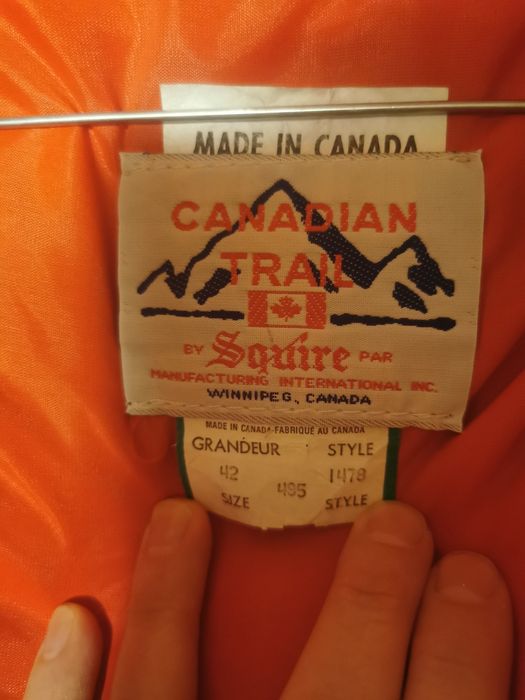 MADE IN CANADA
CANADIAN
TRAIL
BY Squire PAR
MANUFACTURING INTERNATIONAL INC.
WINNIPEG, CANADA
MADE IN CANADA-FABRIQUÉ AU CANADA
GRANDEUR STYLE
42 495 1478
SIZE STYLE